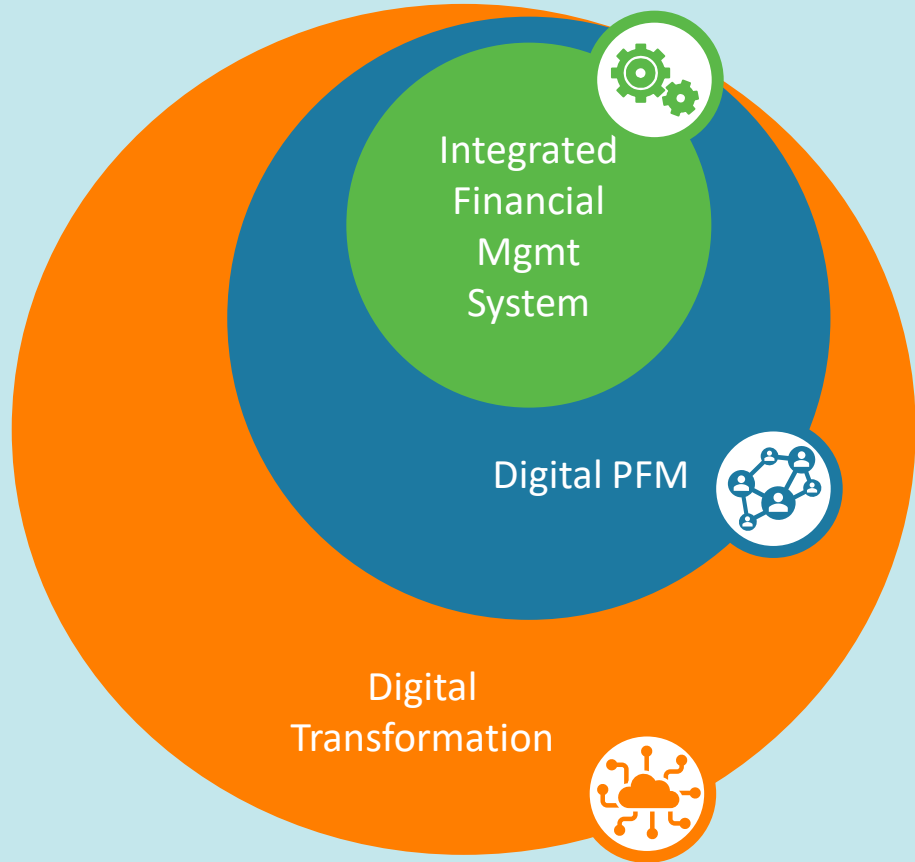 Integrated
Financial
Mgmt
System
Digital PFM
Digital
Transformation